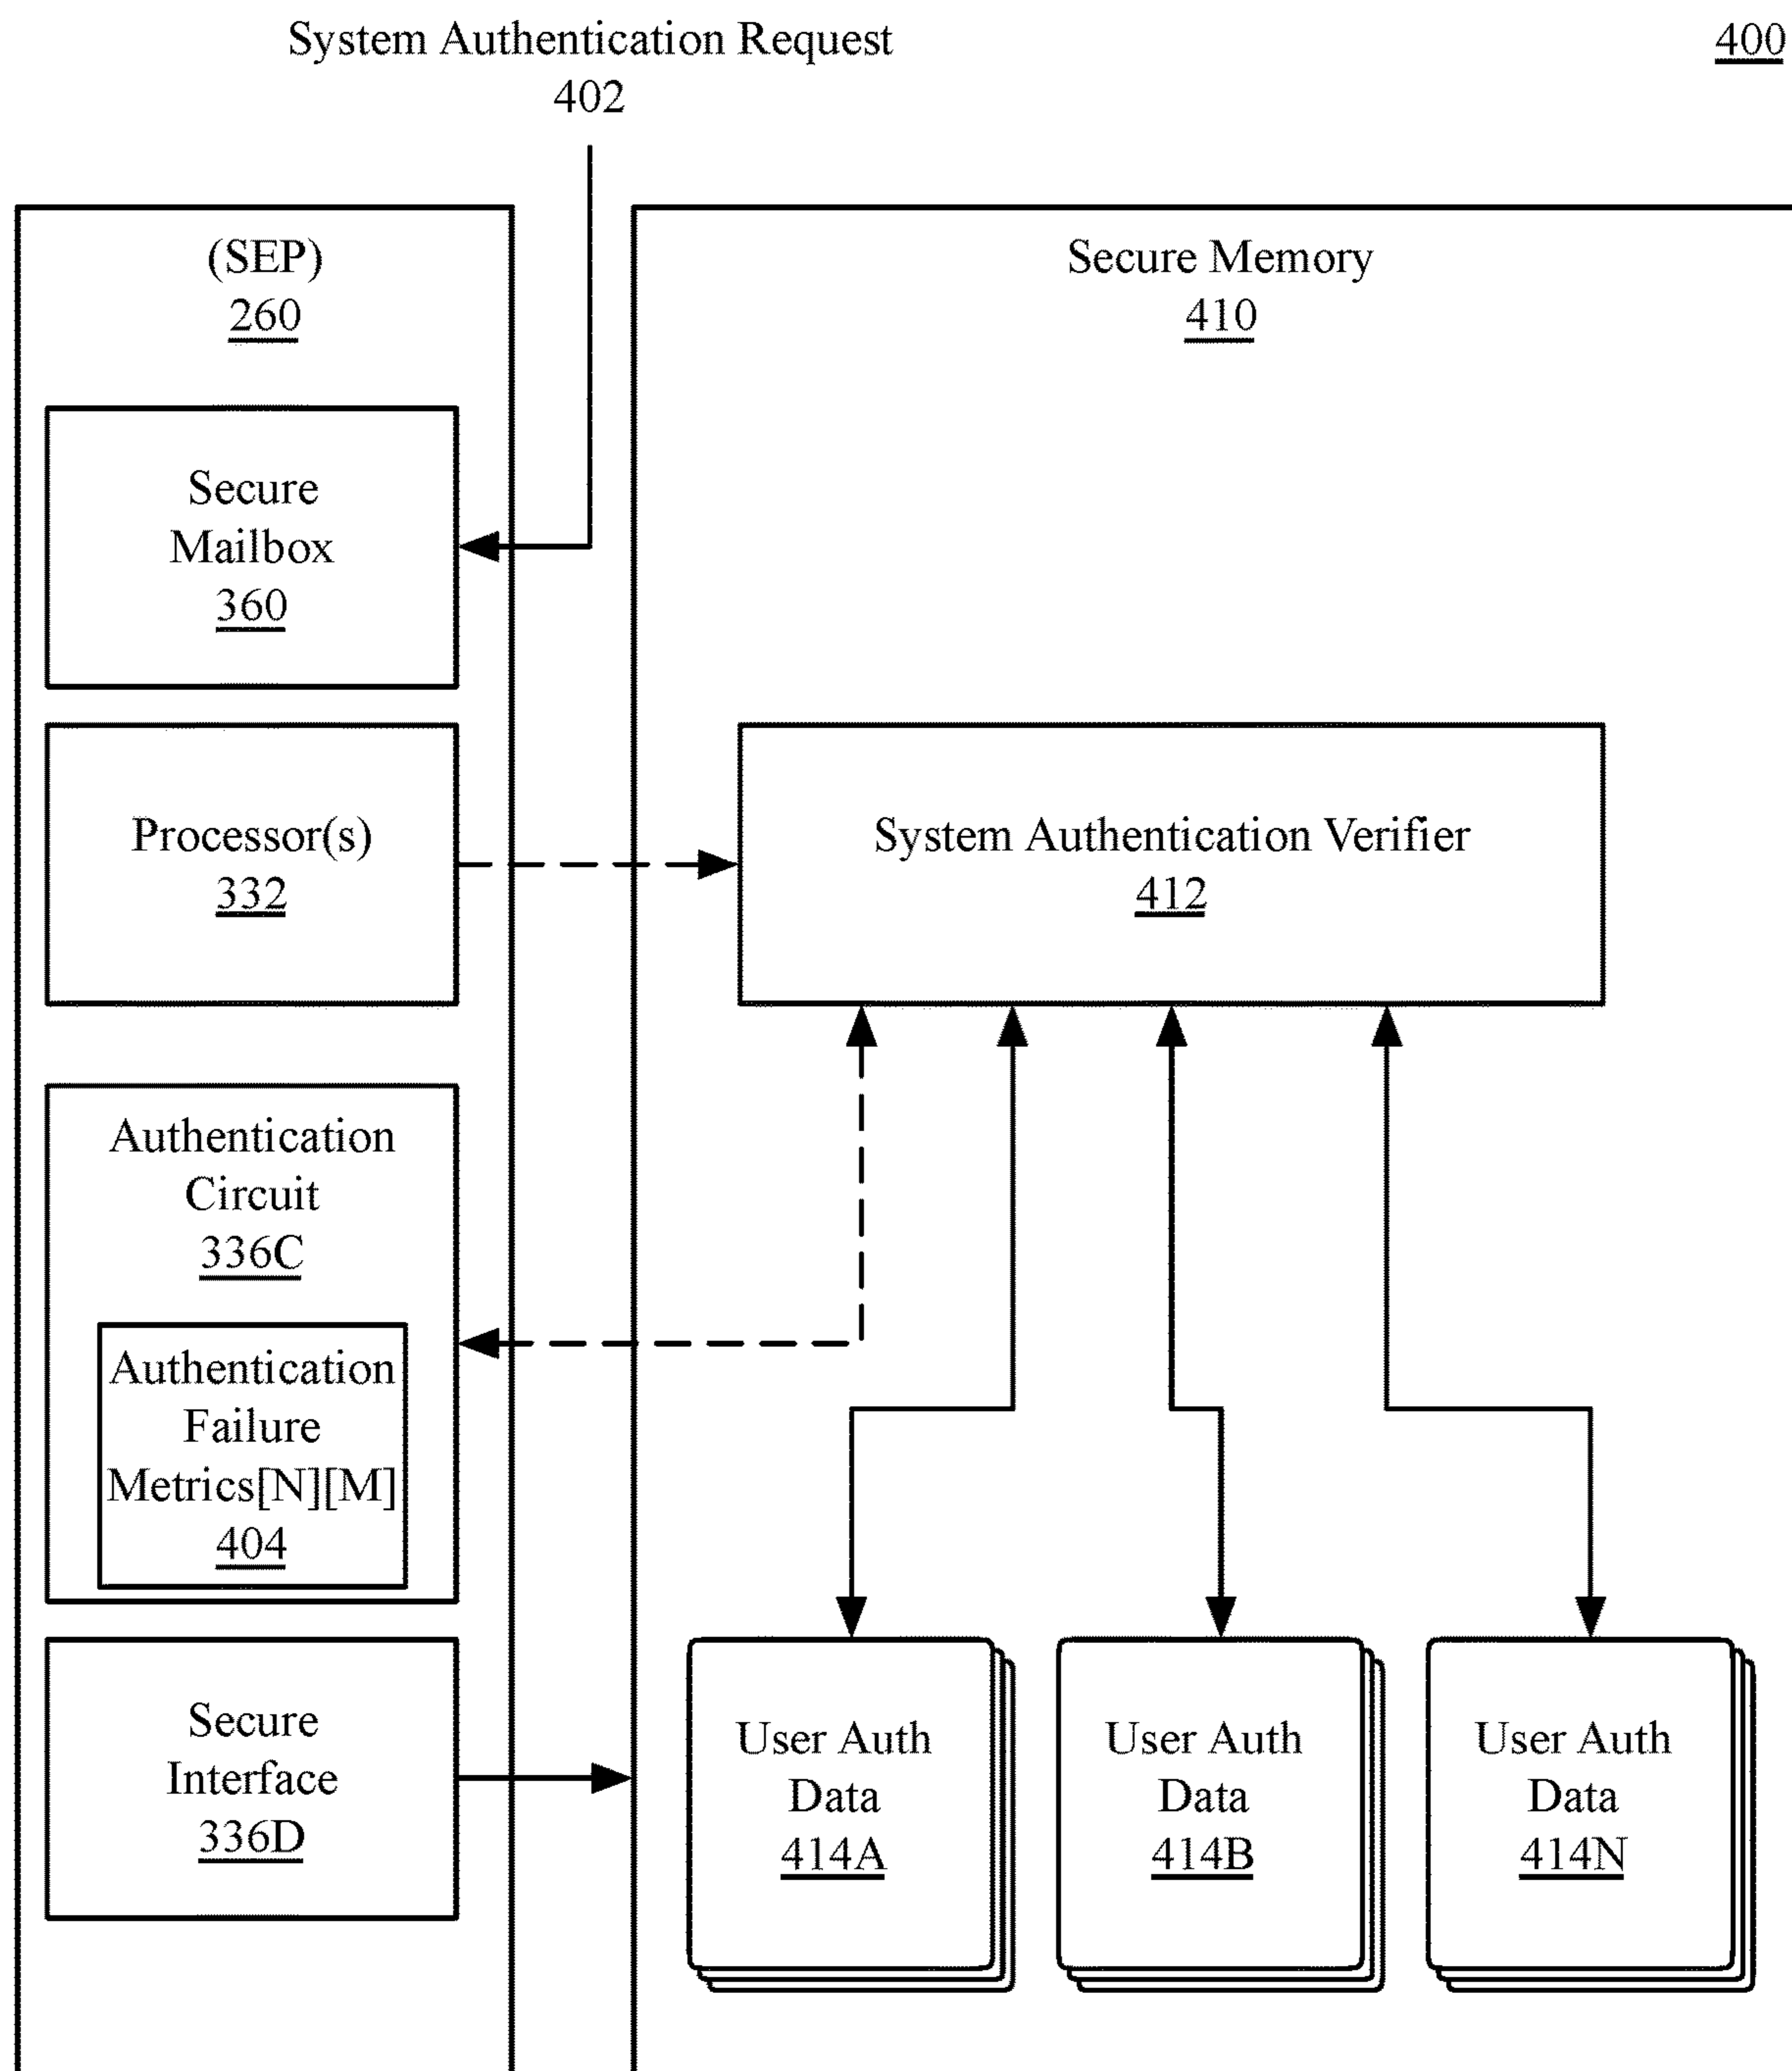 System Authentication Request
402
400
(SEP)
260
Secure Memory
410
Secure
Mailbox
360
Processor(s)
332
System Authentication Verifier
412
Authentication
Circuit
336C
Authentication
Failure
Metrics[N][M]
404
Secure
Interface
336D
User Auth
Data
414A
User Auth
Data
414B
User Auth
Data
414N